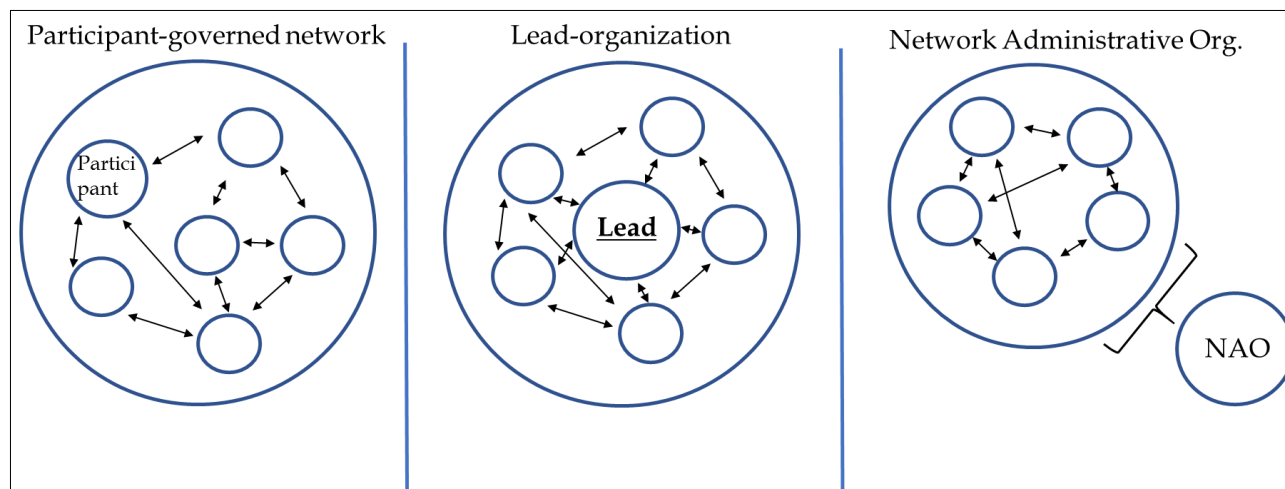 Participant-governed network
Lead-organization
Network Administrative Org.
Partici
pant
Lead
NAO